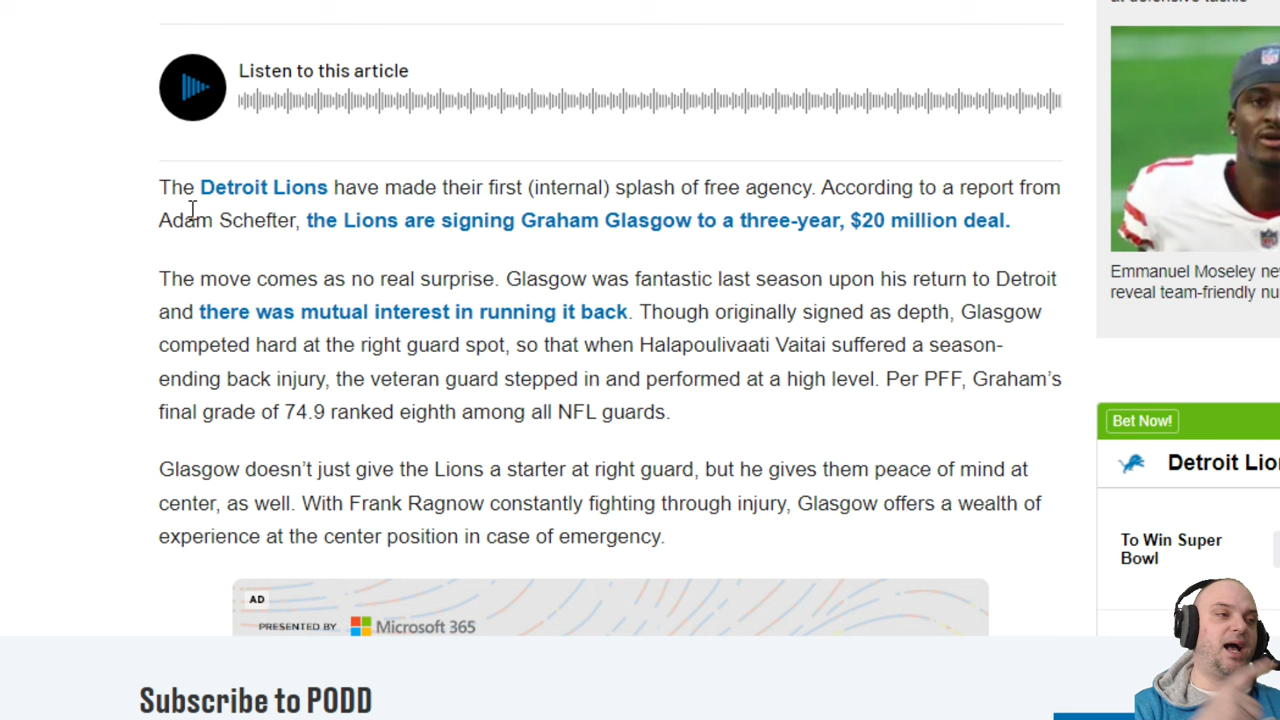 at defensive tackle
Listen to this article
The Detroit Lions have made their first (internal) splash of free agency. According to a report from
Adam Schefter, the Lions are signing Graham Glasgow to a three-year, $20 million deal.
The move comes as no real surprise. Glasgow was fantastic last season upon his return to Detroit
and there was mutual interest in running it back. Though originally signed as depth, Glasgow
competed hard at the right guard spot, so that when Halapoulivaati Vaitai suffered a season-
ending back injury, the veteran guard stepped in and performed at a high level. Per PFF, Graham’s
final grade of 74.9 ranked eighth among all NFL guards.
Glasgow doesn’t just give the Lions a starter at right guard, but he gives them peace of mind at
center, as well. With Frank Ragnow constantly fighting through injury, Glasgow offers a wealth of
experience at the center position in case of emergency.
AD
PRESENTED BY Microsoft 365
Subscribe to PODD
Emmanuel Moseley ne
reveal team-friendly nu
Bet Now!
Detroit Lio
To Win Super
Bowl